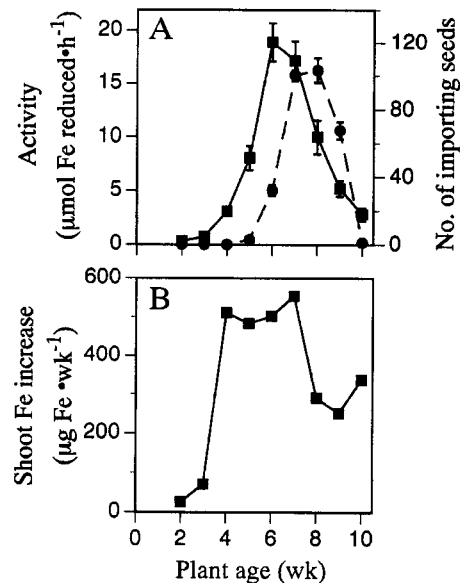 A
20
15
10
5
0
Activity
(μmol Fe reduced•h⁻¹)
120
80
40
0
No. of importing seeds
B
600
400
200
0
Shoot Fe increase
(μg Fe •wk⁻¹)
0 2 4 6 8 10
Plant age (wk)